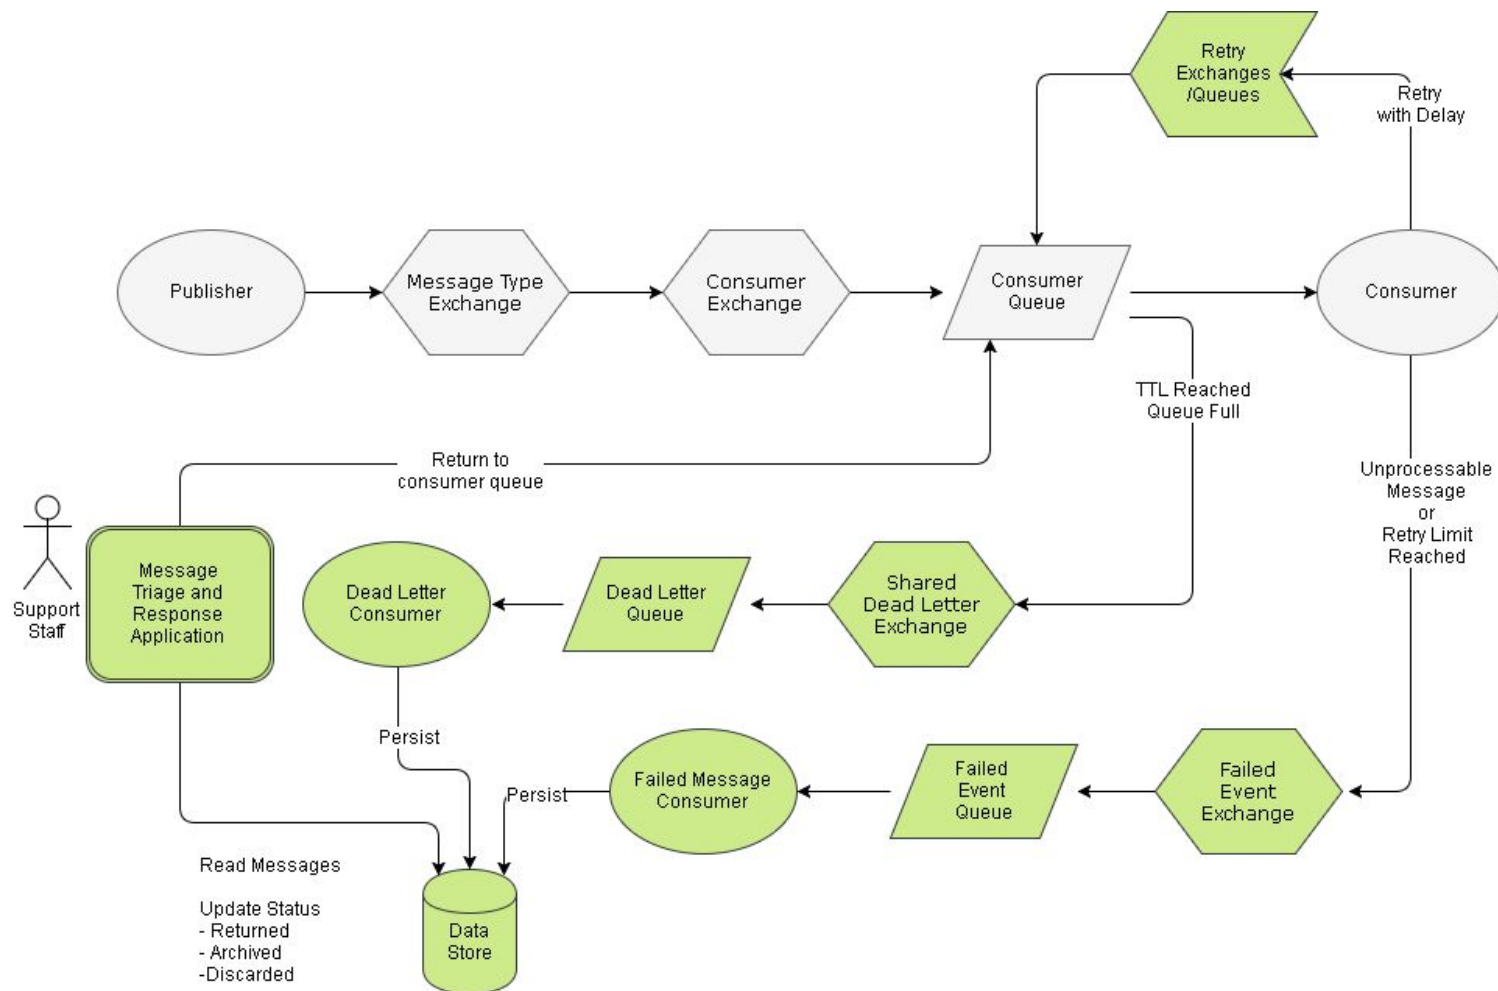 Retry
Exchanges
/Queues
Retry
with Delay
Publisher
Message Type
Exchange
Consumer
Exchange
Consumer
Queue
Consumer
TTL Reached
Queue Full
Return to
consumer queue
Unprocessable
Message
or
Retry Limit
Reached
Support
Staff
Message
Triage and
Response
Application
Dead Letter
Consumer
Dead Letter
Queue
Shared
Dead Letter
Exchange
Persist
Persist
Failed Message
Consumer
Failed
Event
Queue
Failed
Event
Exchange
Read Messages
Update Status
- Returned
- Archived
-Discarded
Data
Store